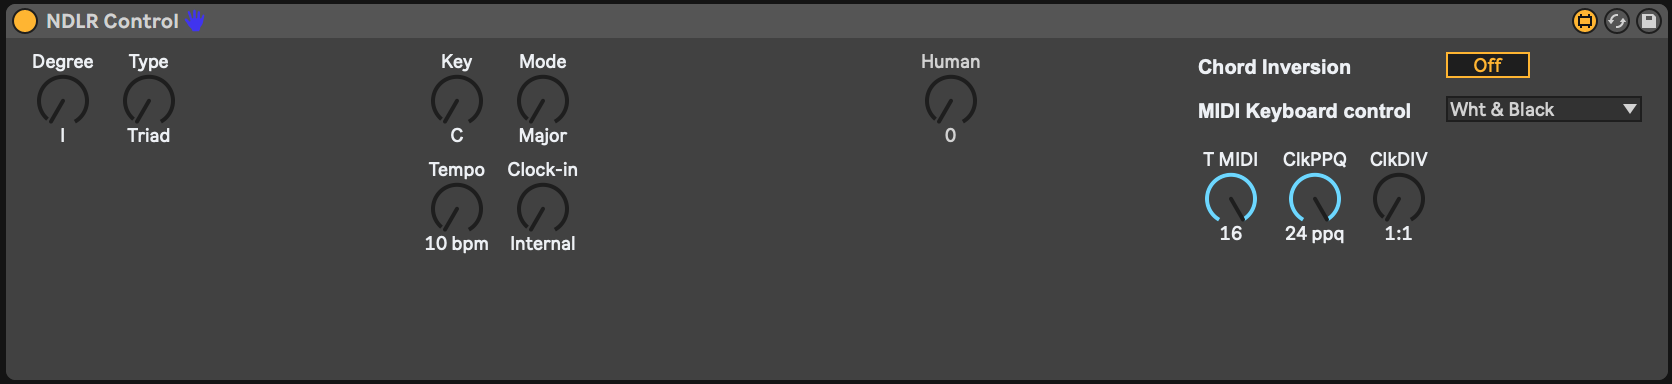 NDLR Control
Degree Type Key Mode Human Chord Inversion Off
I Triad C Major 0 MIDI Keyboard control Wht & Black
Tempo Clock-in T MIDI ClkPPQ ClkDIV
10 bpm Internal 16 24 ppq 1:1